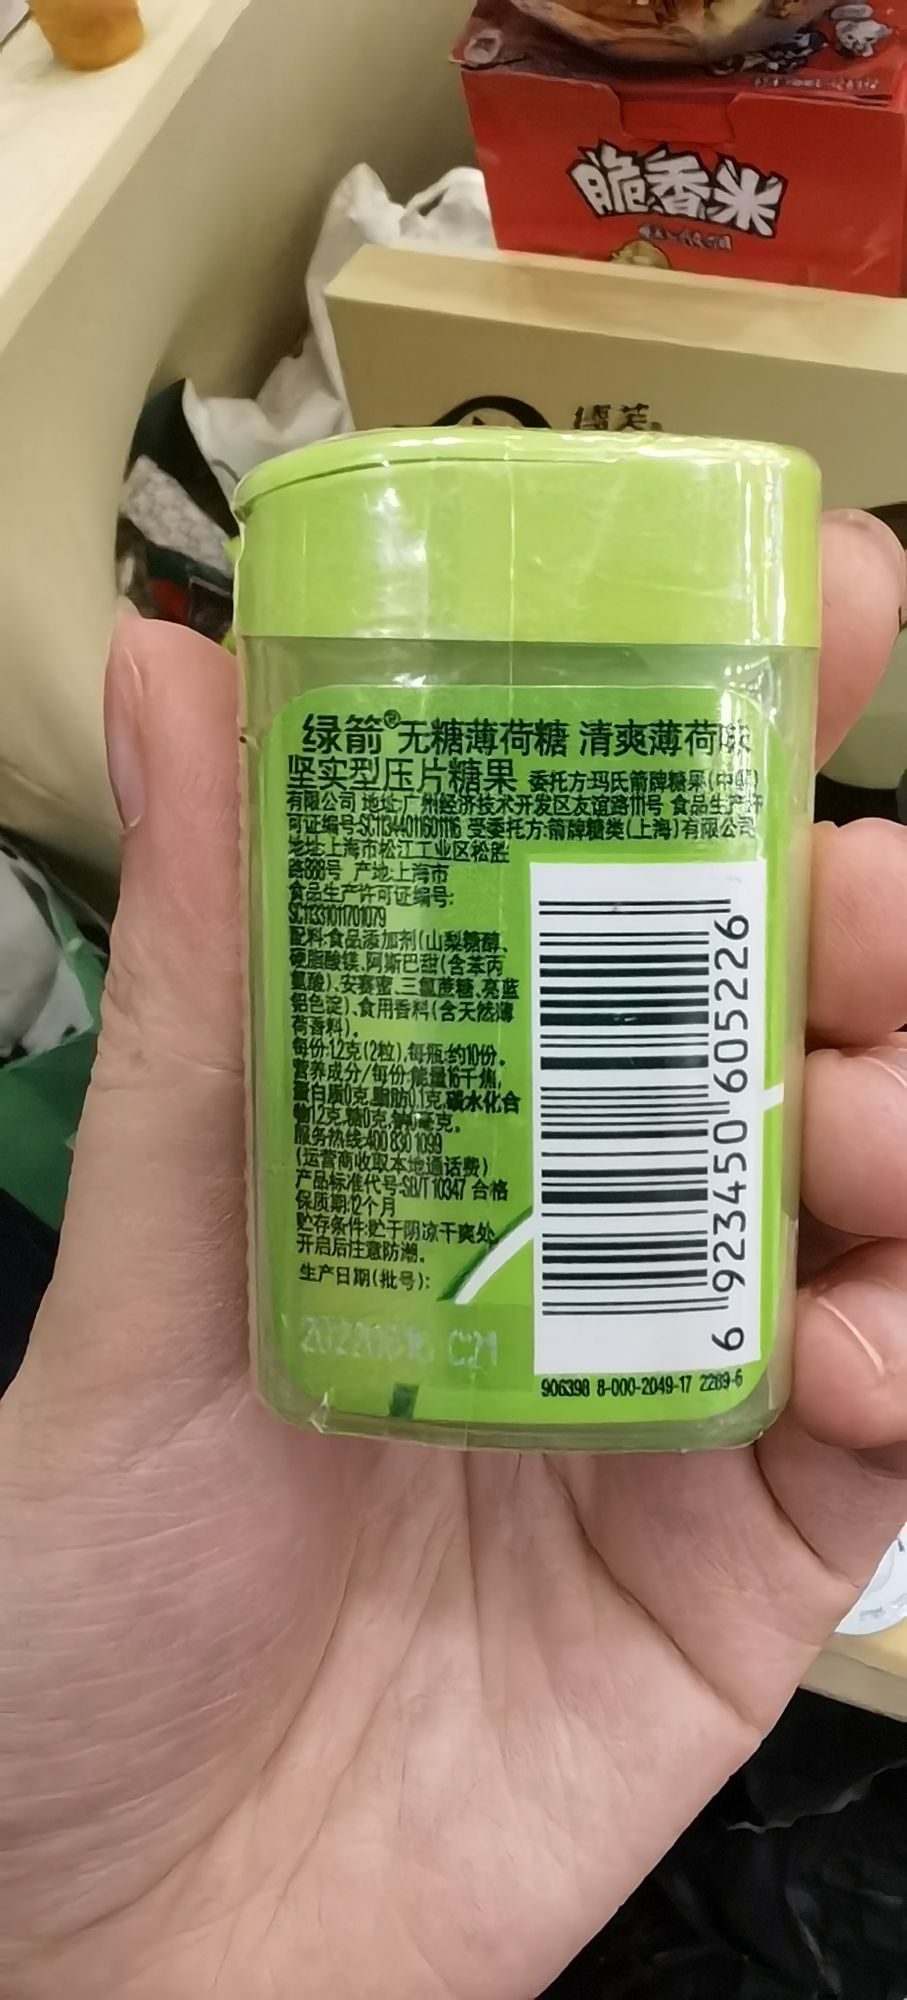 脆香米
绿箭®无糖薄荷糖 清爽薄荷味
坚实型压片糖果 委托方:玛氏箭牌糖果(中国)
有限公司 地址:广州经济技术开发区友谊路111号 食品生产许
可证编号:SC11344011601116 受委托方:箭牌糖类(上海)有限公司
地址:上海市松江工业区松胜
路888号 产地:上海市
食品生产许可证编号:
SC11331011701079
配料:食品添加剂(山梨糖醇、
硬脂酸镁、阿斯巴甜(含苯丙
氨酸)、安赛蜜、三氯蔗糖、亮蓝
铝色淀)、食用香料(含天然薄
荷香料)。
每份:1.2克(2粒),每瓶:约10份。
营养成分/每份:能量16千焦,
蛋白质0克,脂肪0.1克,碳水化合
物1.2克,糖0克,钠0毫克。
服务热线:400 830 1099
(运营商收取本地通话费)
产品标准代号:SB/T 10347 合格
保质期:12个月
贮存条件:贮于阴凉干爽处,
开启后注意防潮。
生产日期(批号):
20220616 C21
6 923450 605226
906398 8-000-2049-17 2289-6